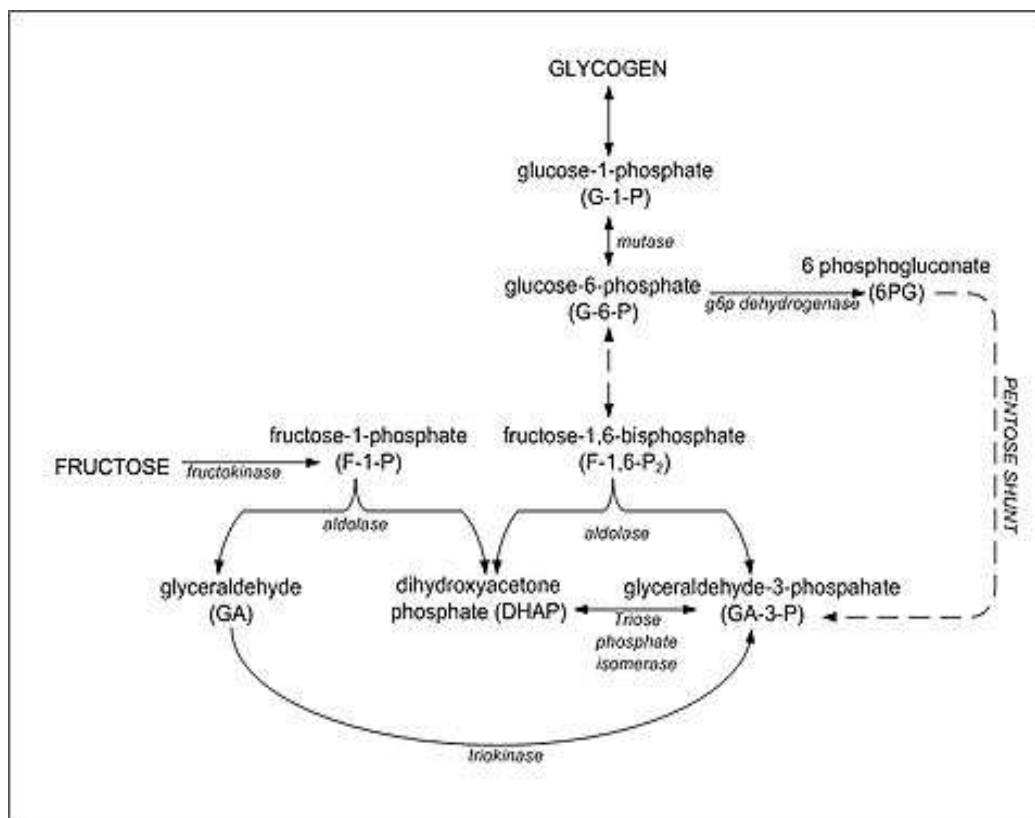 GLYCOGEN
glucose-1-phosphate
(G-1-P)
mutase
glucose-6-phosphate
(G-6-P)
g6p dehydrogenase
6 phosphogluconate
(6PG)
PENTOSE SHUNT
FRUCTOSE
fructokinase
fructose-1-phosphate
(F-1-P)
fructose-1,6-bisphosphate
(F-1,6-P₂)
aldolase
aldolase
glyceraldehyde
(GA)
dihydroxyacetone
phosphate (DHAP)
glyceraldehyde-3-phospahate
(GA-3-P)
Triose
phosphate
isomerase
triokinase